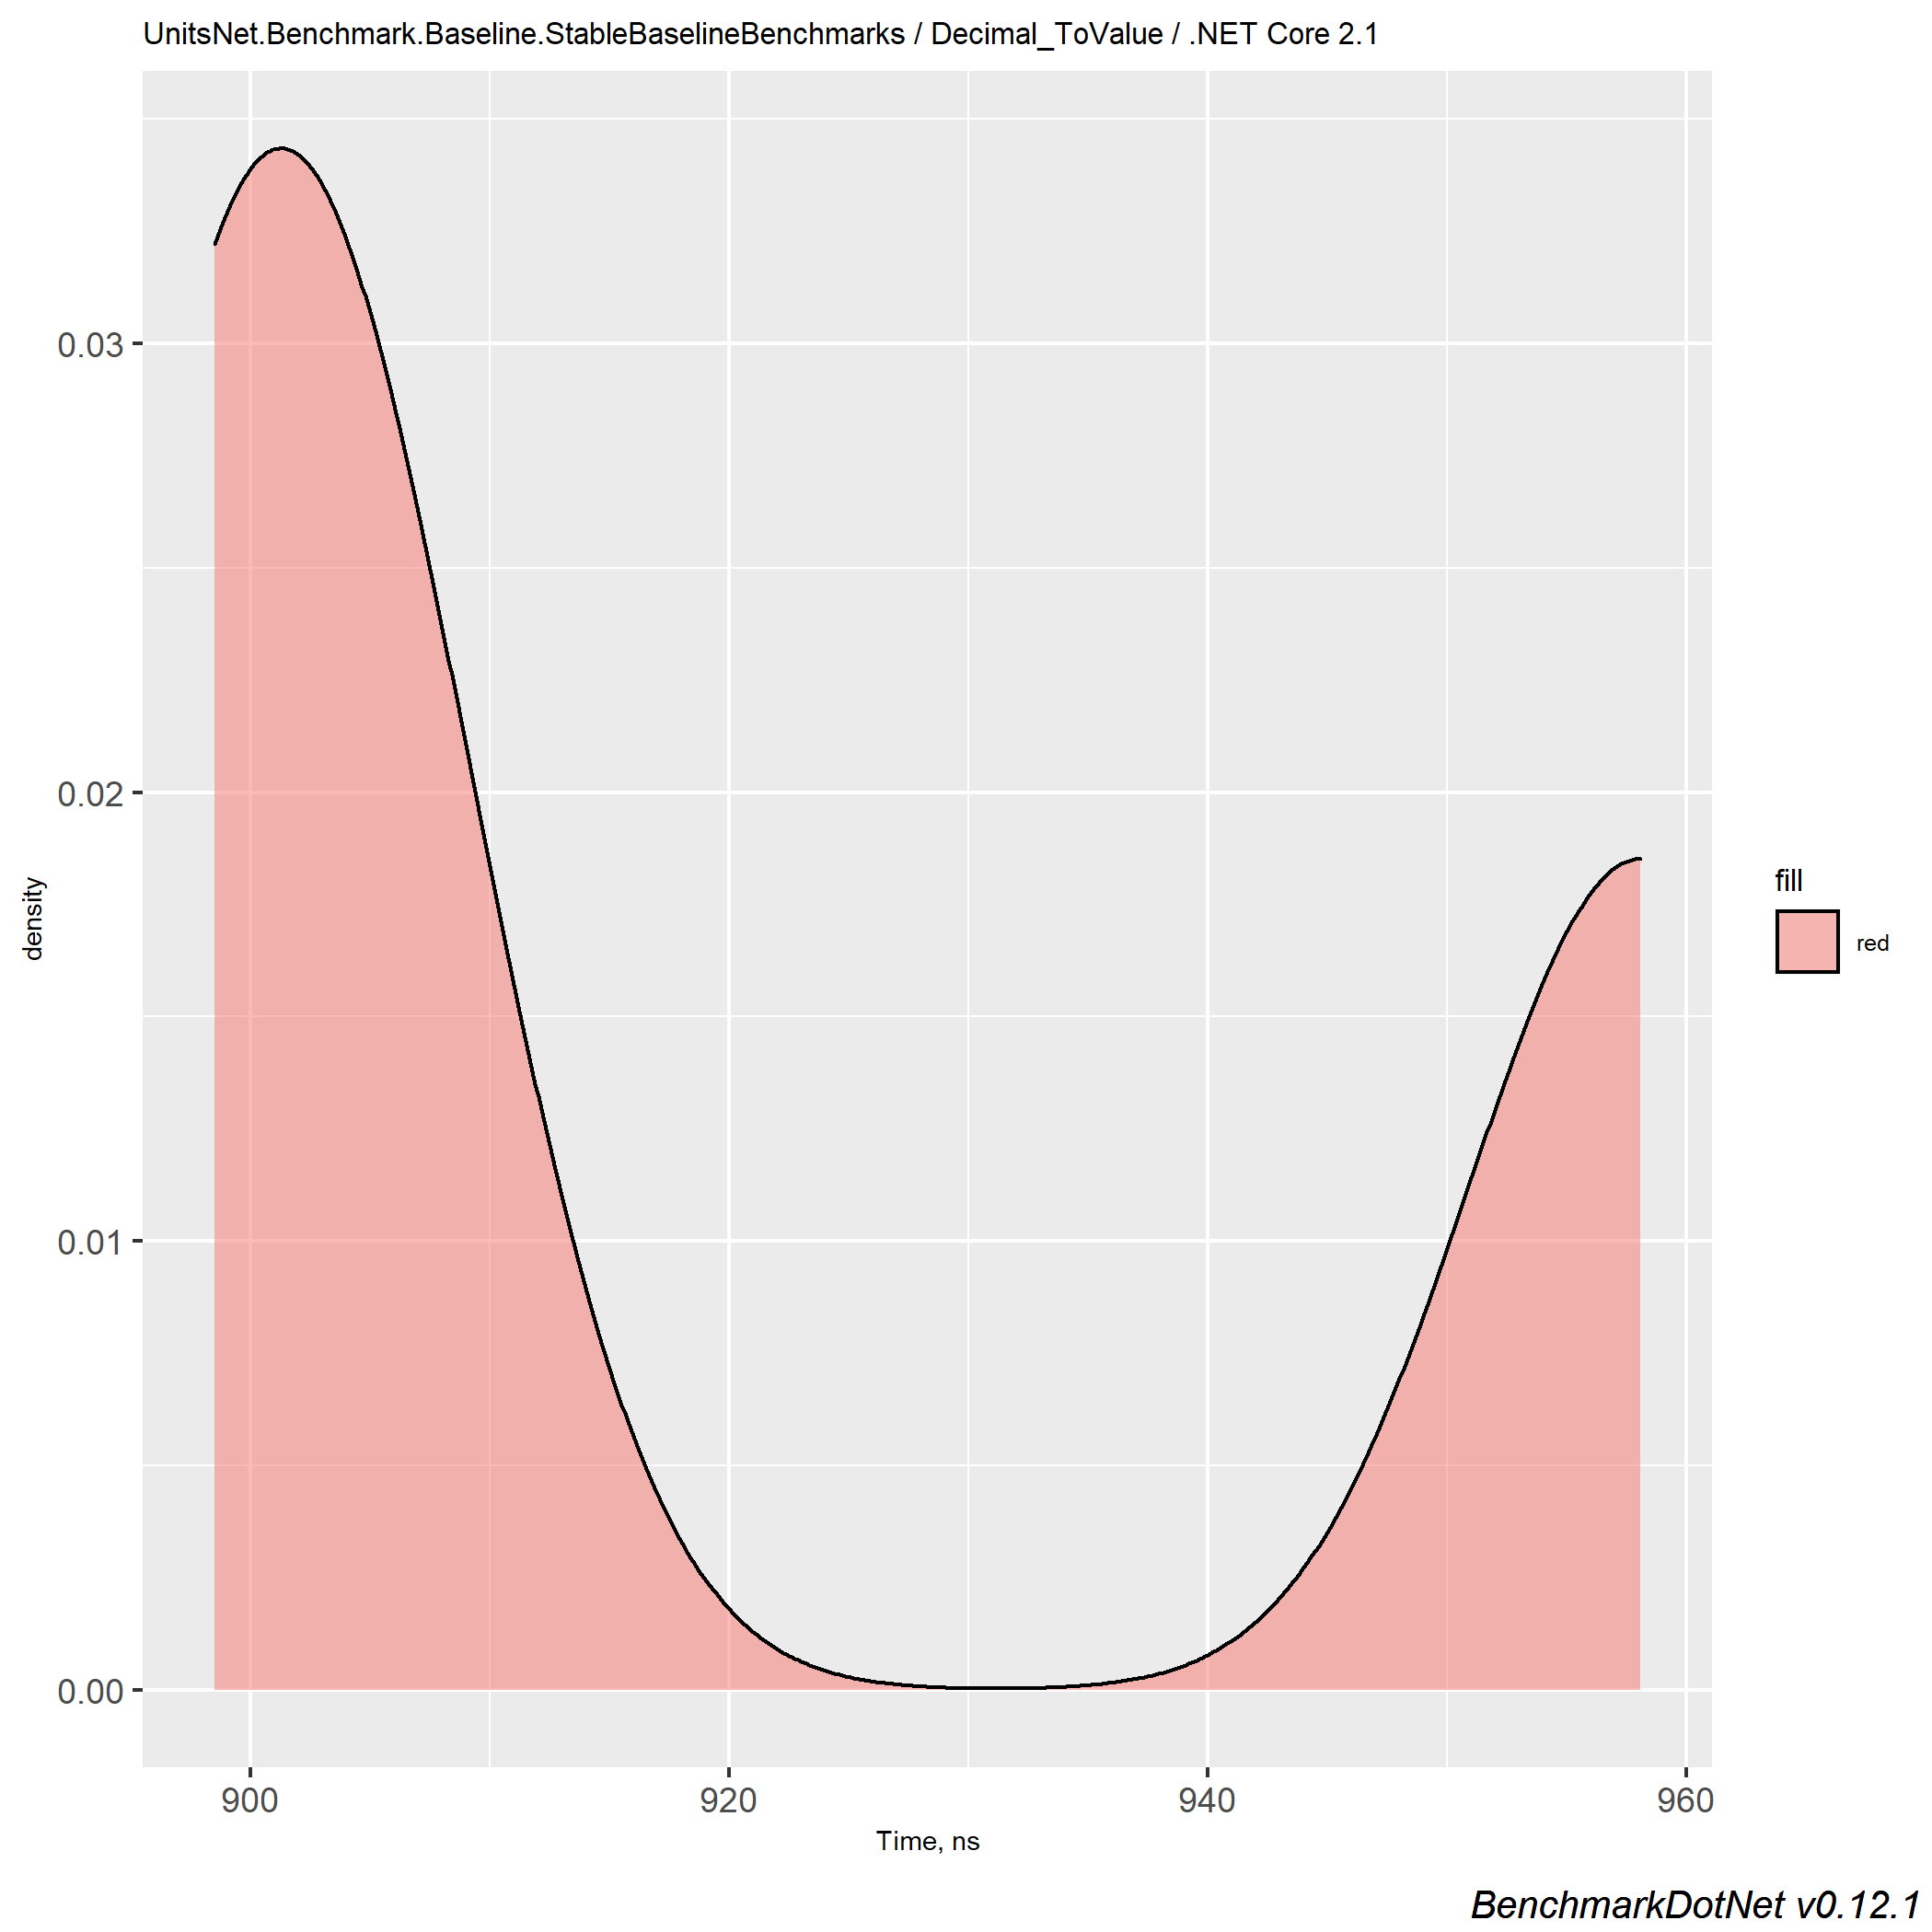 UnitsNet.Benchmark.Baseline.StableBaselineBenchmarks / Decimal_ToValue / .NET Core 2.1
density
0.03
0.02
0.01
0.00
900
920
940
960
Time, ns
fill
red
BenchmarkDotNet v0.12.1